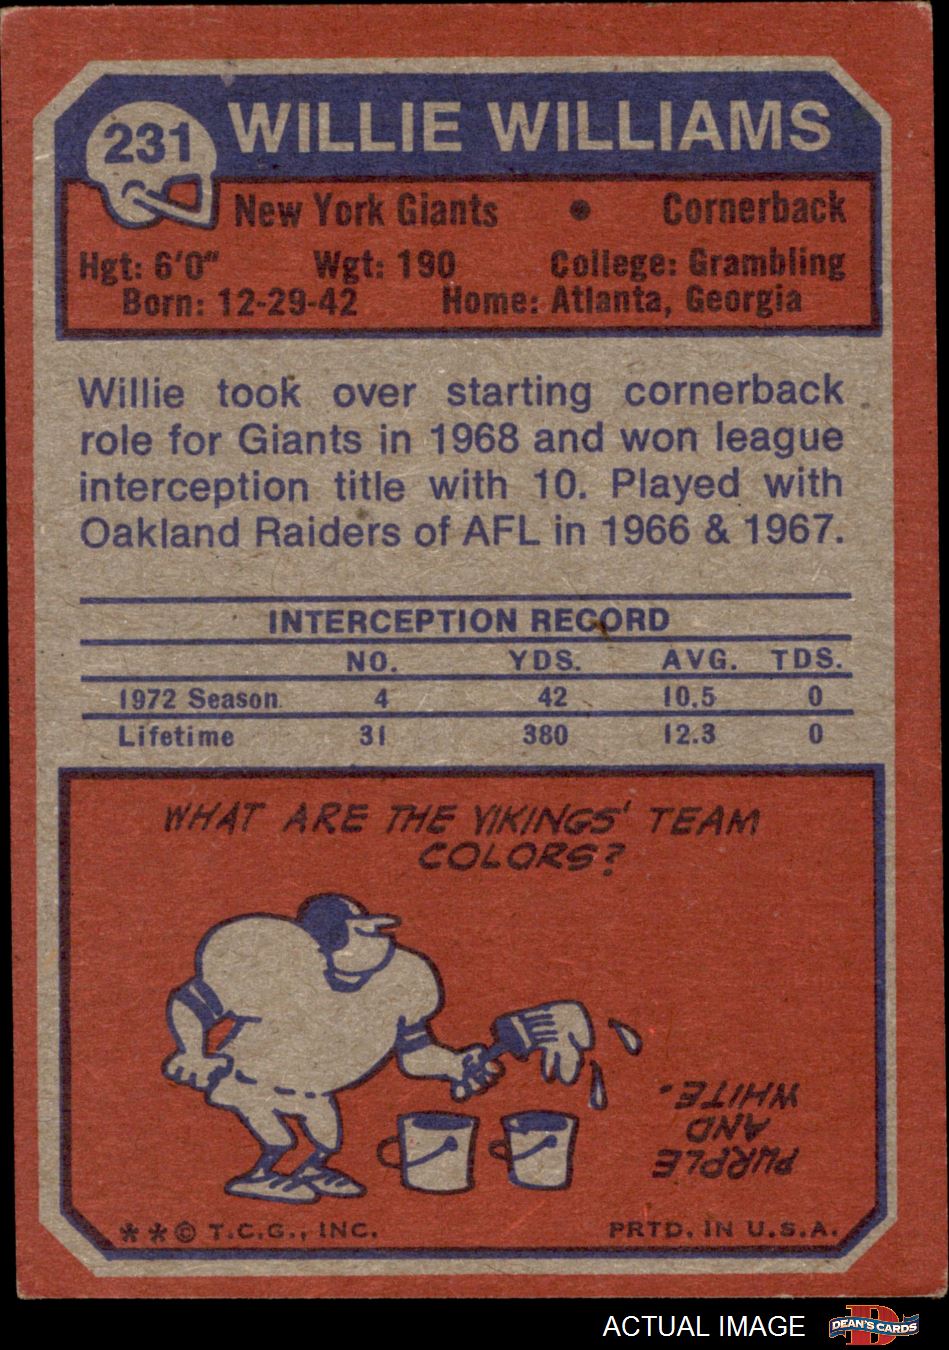 231 WILLIE WILLIAMS
New York Giants • Cornerback
Hgt: 6'0" Wgt: 190 College: Grambling
Born: 12-29-42 Home: Atlanta, Georgia
Willie took over starting cornerback
role for Giants in 1968 and won league
interception title with 10. Played with
Oakland Raiders of AFL in 1966 & 1967.
INTERCEPTION RECORD
NO. YDS. AVG. TDS.
1972 Season 4 42 10.5 0
Lifetime 31 380 12.3 0
WHAT ARE THE VIKINGS' TEAM
COLORS?
PURPLE
AND
WHITE.
**© T.C.G., INC. PRTD. IN U.S.A.
ACTUAL IMAGE D DEAN'S CARDS